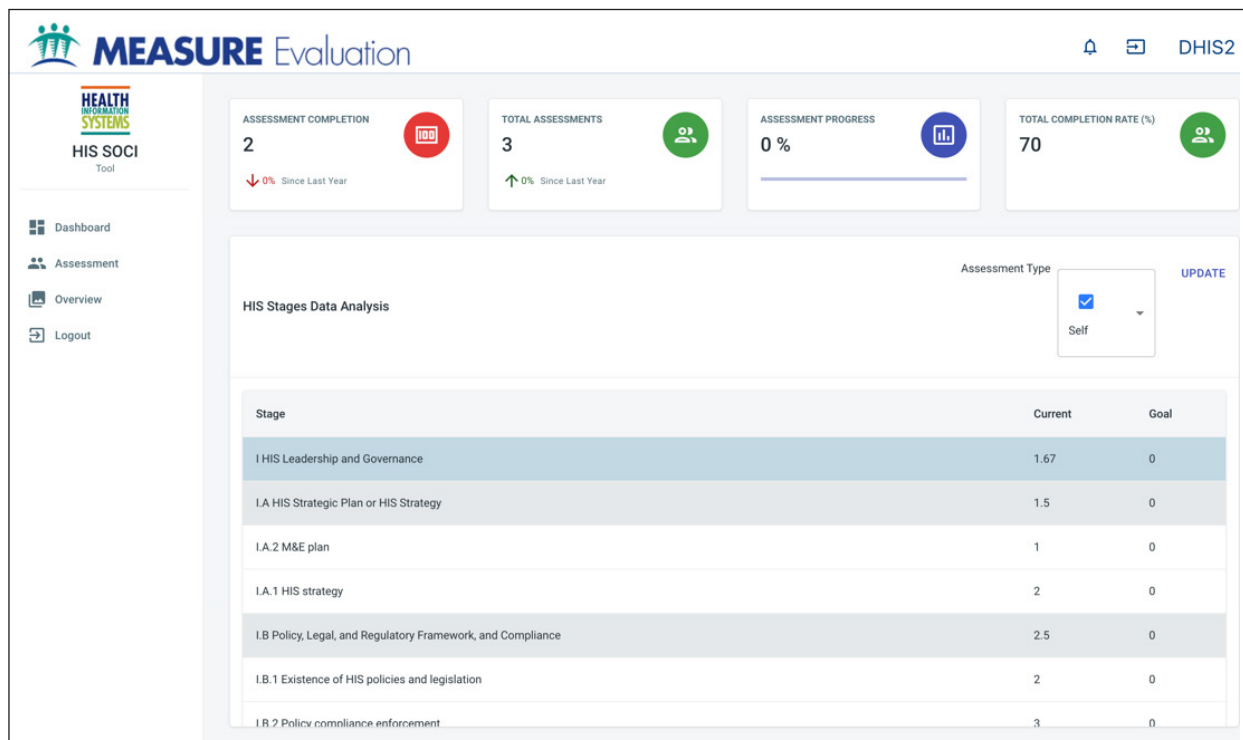 MEASURE Evaluation
DHIS2
HEALTH
INFORMATION
SYSTEMS
HIS SOCI
Tool
Dashboard
Assessment
Overview
Logout
ASSESSMENT COMPLETION
2
0% Since Last Year
TOTAL ASSESSMENTS
3
0% Since Last Year
ASSESSMENT PROGRESS
0 %
TOTAL COMPLETION RATE (%)
70
HIS Stages Data Analysis
Assessment Type
Self
UPDATE
Stage Current Goal
I HIS Leadership and Governance 1.67 0
I.A HIS Strategic Plan or HIS Strategy 1.5 0
I.A.2 M&E plan 1 0
I.A.1 HIS strategy 2 0
I.B Policy, Legal, and Regulatory Framework, and Compliance 2.5 0
I.B.1 Existence of HIS policies and legislation 2 0
I.B.2 Policy compliance enforcement 3 0